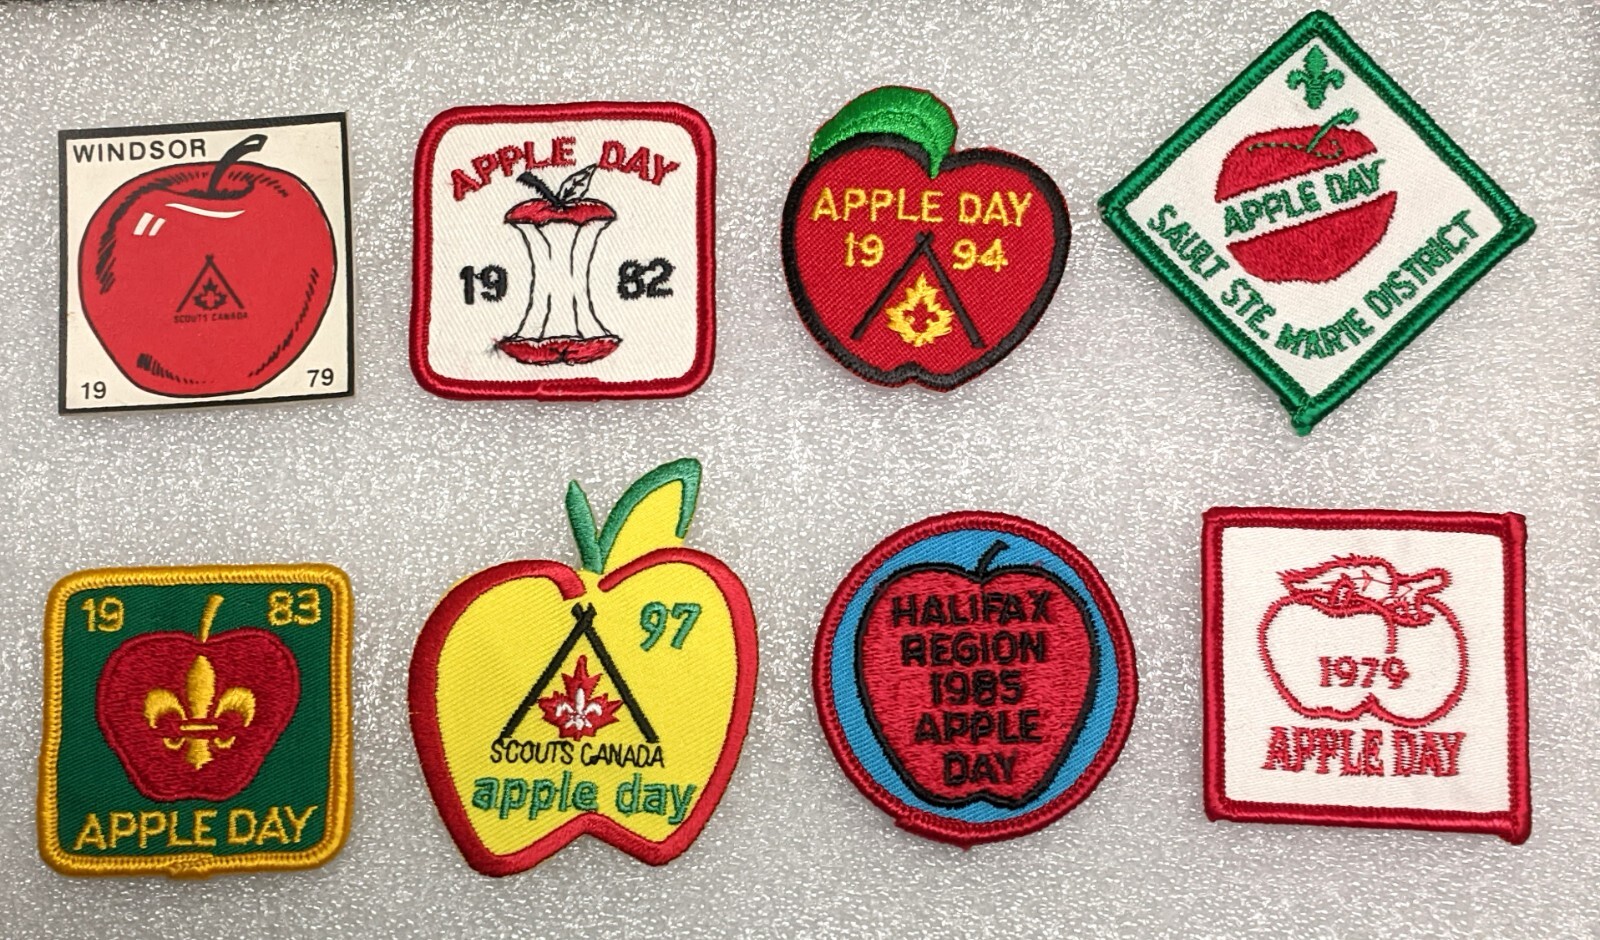 WINDSOR
SCOUTS CANADA
19 79
APPLE DAY
19 82
APPLE DAY
19 94
APPLE DAY
SAULT STE. MARIE DISTRICT
19 83
APPLE DAY
97
SCOUTS CANADA
apple day
HALIFAX
REGION
1985
APPLE
DAY
1979
APPLE DAY